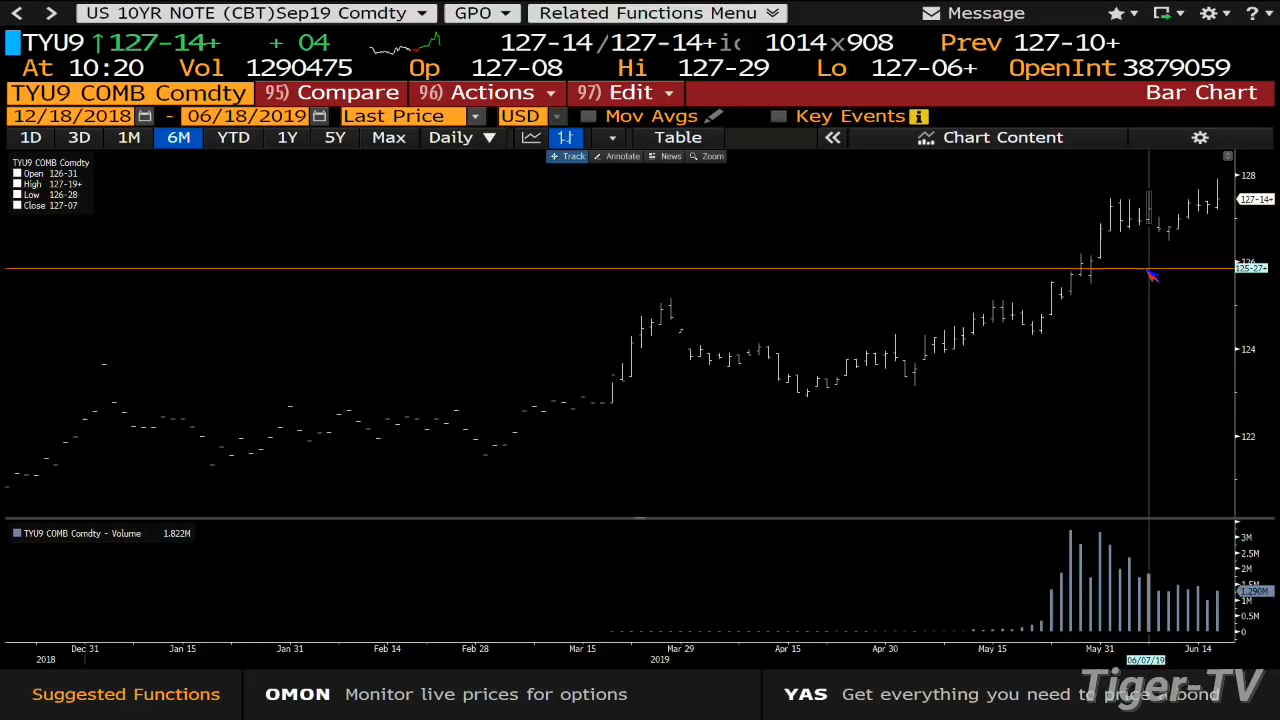 US 10YR NOTE (CBT)Sep19 Comdty GPO Related Functions Menu Message ?
TYU9 ↑127-14+ + 04 127-14/127-14+ 1014x908 Prev 127-10+
At 10:20 Vol 1290475 Op 127-08 Hi 127-29 Lo 127-06+ OpenInt 3879059
TYU9 COMB Comdty 95) Compare 96) Actions 97) Edit Bar Chart
12/18/2018 - 06/18/2019 Last Price USD Mov Avgs Key Events
1D 3D 1M 6M YTD 1Y 5Y Max Daily ▼ Table Chart Content
Track Annotate News Zoom
TYU9 COMB Comdty
Open 126-31
High 127-19+
Low 126-28
Close 127-07
128
127-14+
126
125-27+
124
122
TYU9 COMB Comdty - Volume 1.822M
3M
2.5M
2M
1.5M
1.290M
1M
0.5M
0
Dec 31 Jan 15 Jan 31 Feb 14 Feb 28 Mar 15 Mar 29 Apr 15 Apr 30 May 15 May 31 Jun 14
2018 2019 06/07/19
Suggested Functions OMON Monitor live prices for options YAS Get everything you need to price a bond
Tiger-TV